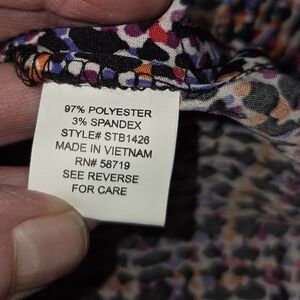 97% POLYESTER
3% SPANDEX
STYLE# STB1426
MADE IN VIETNAM
RN# 58719
SEE REVERSE
FOR CARE